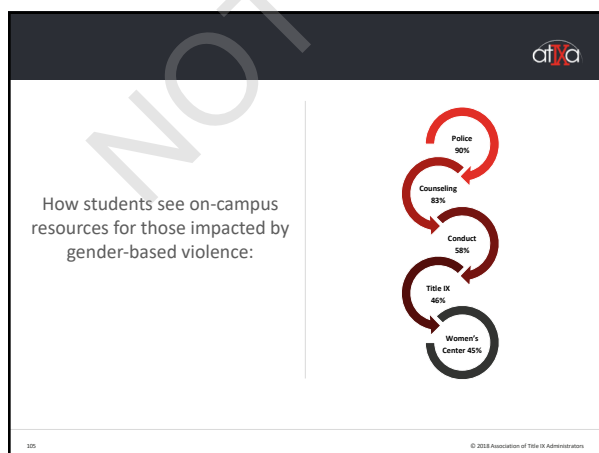 NOT
atIXa
How students see on-campus
resources for those impacted by
gender-based violence:
Police
90%
Counseling
83%
Conduct
58%
Title IX
46%
Women's
Center 45%
105
© 2018 Association of Title IX Administrators